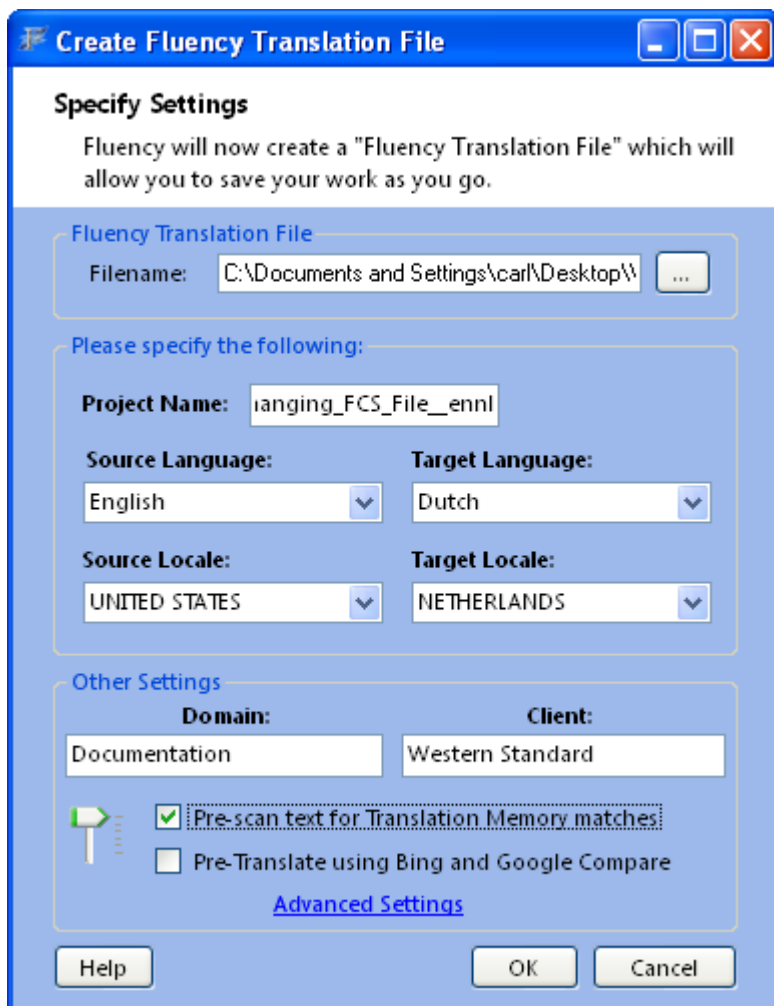 Create Fluency Translation File
Specify Settings
Fluency will now create a "Fluency Translation File" which will
allow you to save your work as you go.
Fluency Translation File
Filename: C:\Documents and Settings\carl\Desktop\\ ...
Please specify the following:
Project Name: anging_FCS_File__ennl
Source Language: Target Language:
English Dutch
Source Locale: Target Locale:
UNITED STATES NETHERLANDS
Other Settings
Domain: Client:
Documentation Western Standard
Pre-scan text for Translation Memory matches
Pre-Translate using Bing and Google Compare
Advanced Settings
Help OK Cancel